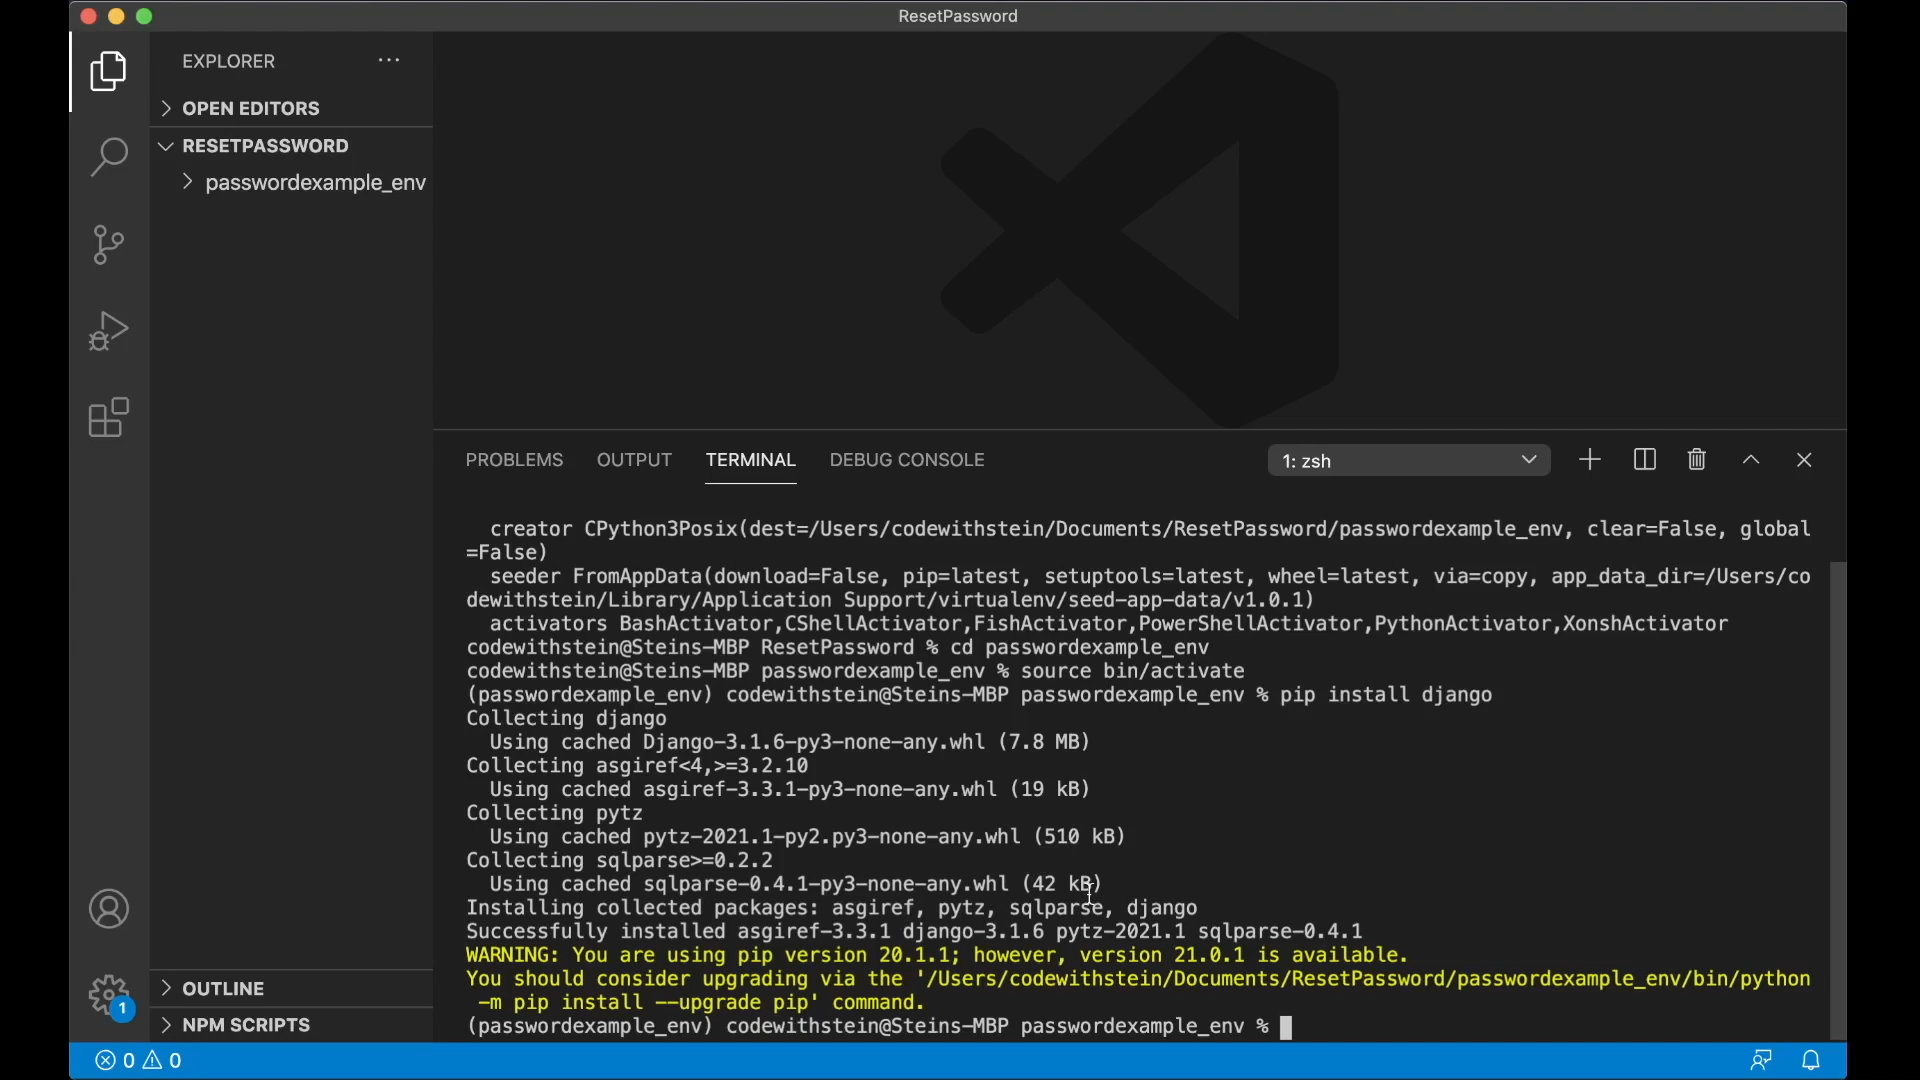 ResetPassword
EXPLORER
OPEN EDITORS
RESETPASSWORD
passwordexample_env
PROBLEMS OUTPUT TERMINAL DEBUG CONSOLE 1: zsh
creator CPython3Posix(dest=/Users/codewithstein/Documents/ResetPassword/passwordexample_env, clear=False, global
=False)
seeder FromAppData(download=False, pip=latest, setuptools=latest, wheel=latest, via=copy, app_data_dir=/Users/co
dewithstein/Library/Application Support/virtualenv/seed-app-data/v1.0.1)
activators BashActivator,CShellActivator,FishActivator,PowerShellActivator,PythonActivator,XonshActivator
codewithstein@Steins-MBP ResetPassword % cd passwordexample_env
codewithstein@Steins-MBP passwordexample_env % source bin/activate
(passwordexample_env) codewithstein@Steins-MBP passwordexample_env % pip install django
Collecting django
Using cached Django-3.1.6-py3-none-any.whl (7.8 MB)
Collecting asgiref<4,>=3.2.10
Using cached asgiref-3.3.1-py3-none-any.whl (19 kB)
Collecting pytz
Using cached pytz-2021.1-py2.py3-none-any.whl (510 kB)
Collecting sqlparse>=0.2.2
Using cached sqlparse-0.4.1-py3-none-any.whl (42 kB)
Installing collected packages: asgiref, pytz, sqlparse, django
Successfully installed asgiref-3.3.1 django-3.1.6 pytz-2021.1 sqlparse-0.4.1
WARNING: You are using pip version 20.1.1; however, version 21.0.1 is available.
You should consider upgrading via the '/Users/codewithstein/Documents/ResetPassword/passwordexample_env/bin/python
-m pip install --upgrade pip' command.
(passwordexample_env) codewithstein@Steins-MBP passwordexample_env %
OUTLINE
NPM SCRIPTS
1
0 0